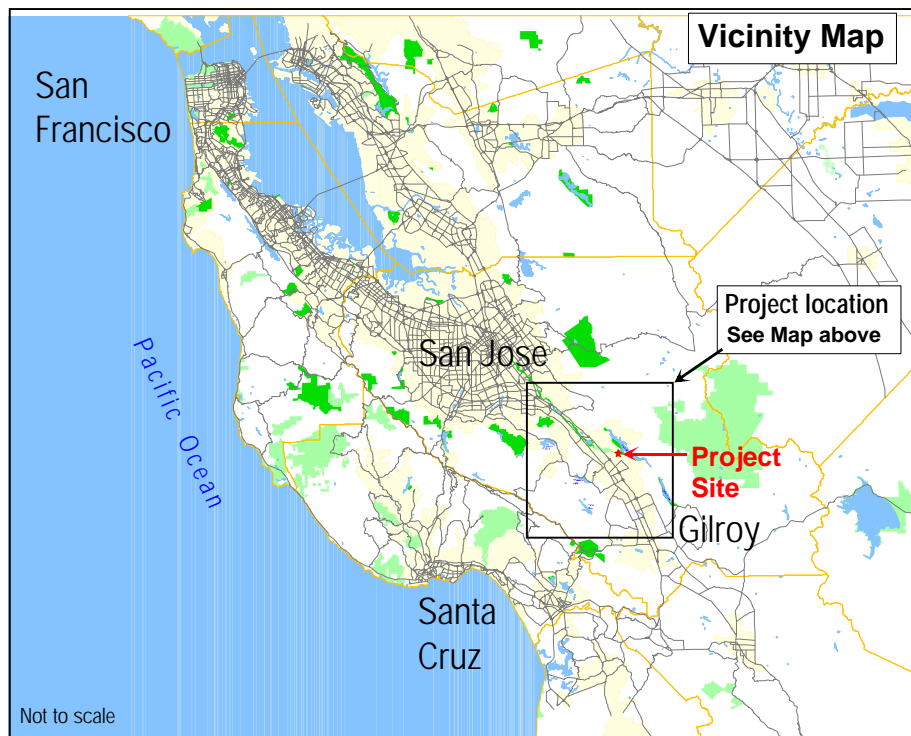 Vicinity Map
San
Francisco
Project location
See Map above
San Jose
Pacific Ocean
Project
Site
Gilroy
Santa
Cruz
Not to scale